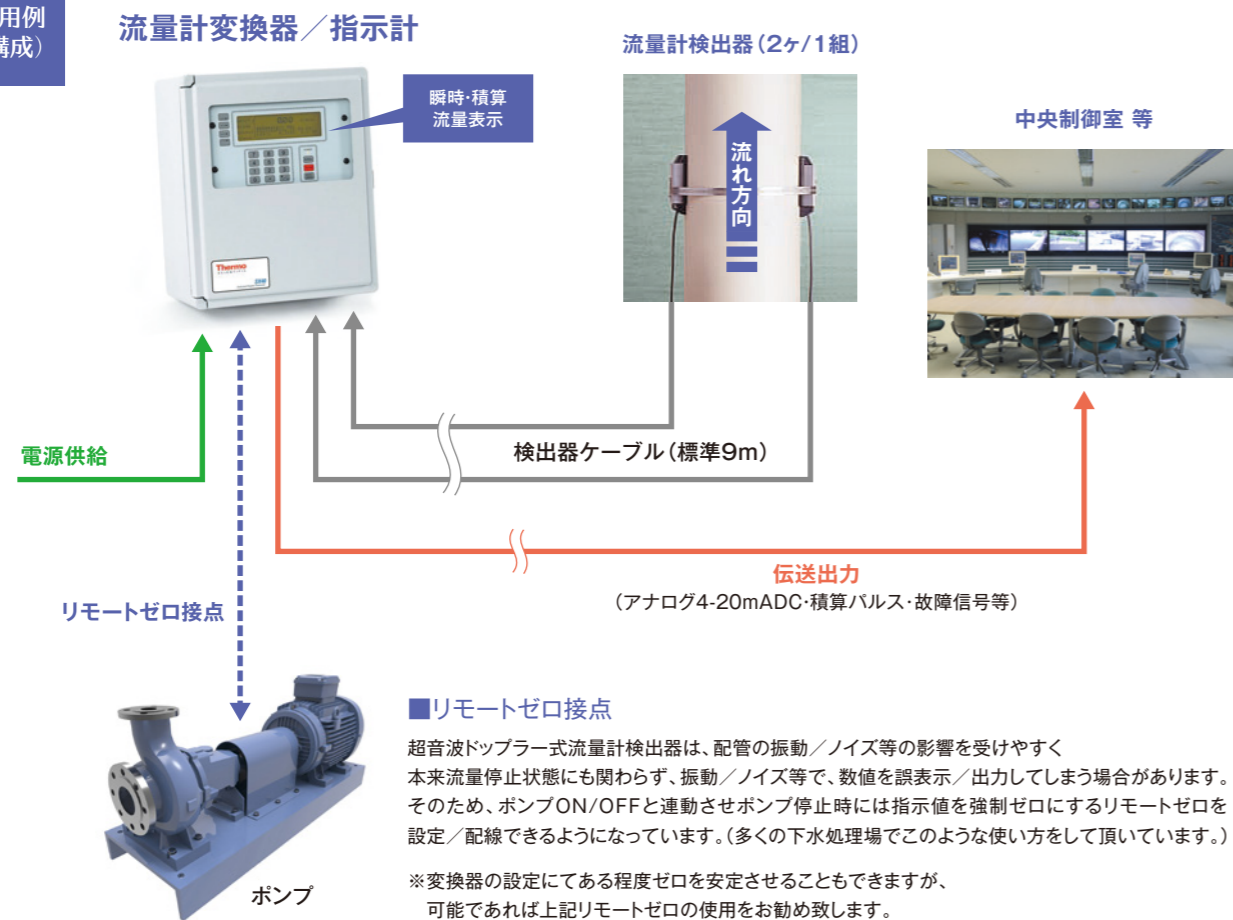 用例
構成）
流量計変換器／指示計
瞬時・積算
流量表示
Thermo
流量計検出器（2ヶ/1組）
流れ方向
中央制御室 等
電源供給
検出器ケーブル（標準9m）
伝送出力
（アナログ4-20mADC・積算パルス・故障信号等）
リモートゼロ接点
ポンプ
■リモートゼロ接点
超音波ドップラー式流量計検出器は、配管の振動／ノイズ等の影響を受けやすく
本来流量停止状態にも関わらず、振動／ノイズ等で、数値を誤表示／出力してしまう場合があります。
そのため、ポンプON/OFFと連動させポンプ停止時には指示値を強制ゼロにするリモートゼロを
設定／配線できるようになっています。（多くの下水処理場でこのような使い方をして頂いています。）
※変換器の設定にてある程度ゼロを安定させることもできますが、
可能であれば上記リモートゼロの使用をお勧め致します。